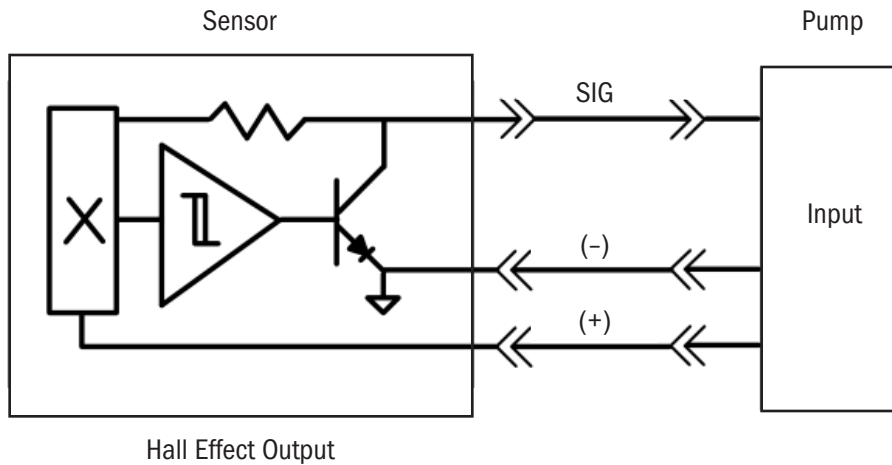 Sensor
Pump
SIG
Input
(–)
(+)
Hall Effect Output